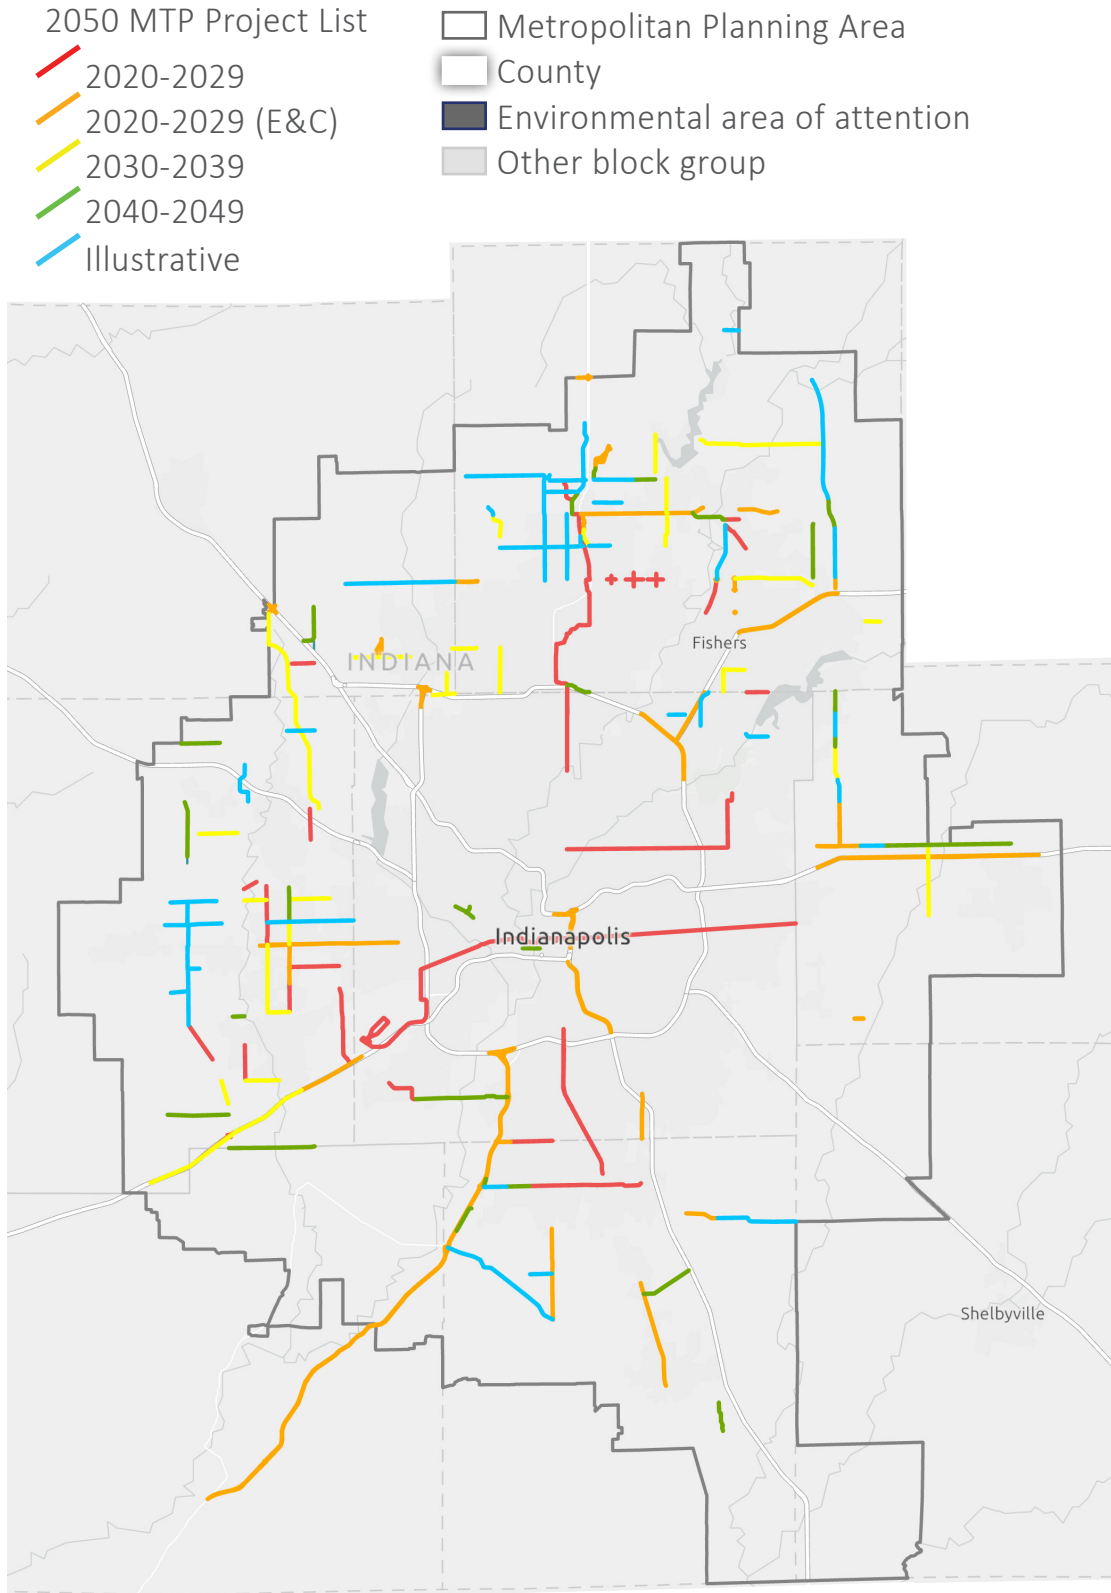 2050 MTP Project List
2020-2029
2020-2029 (E&C)
2030-2039
2040-2049
Illustrative
Metropolitan Planning Area
County
Environmental area of attention
Other block group
Fishers
INDIANA
Indianapolis
Shelbyville